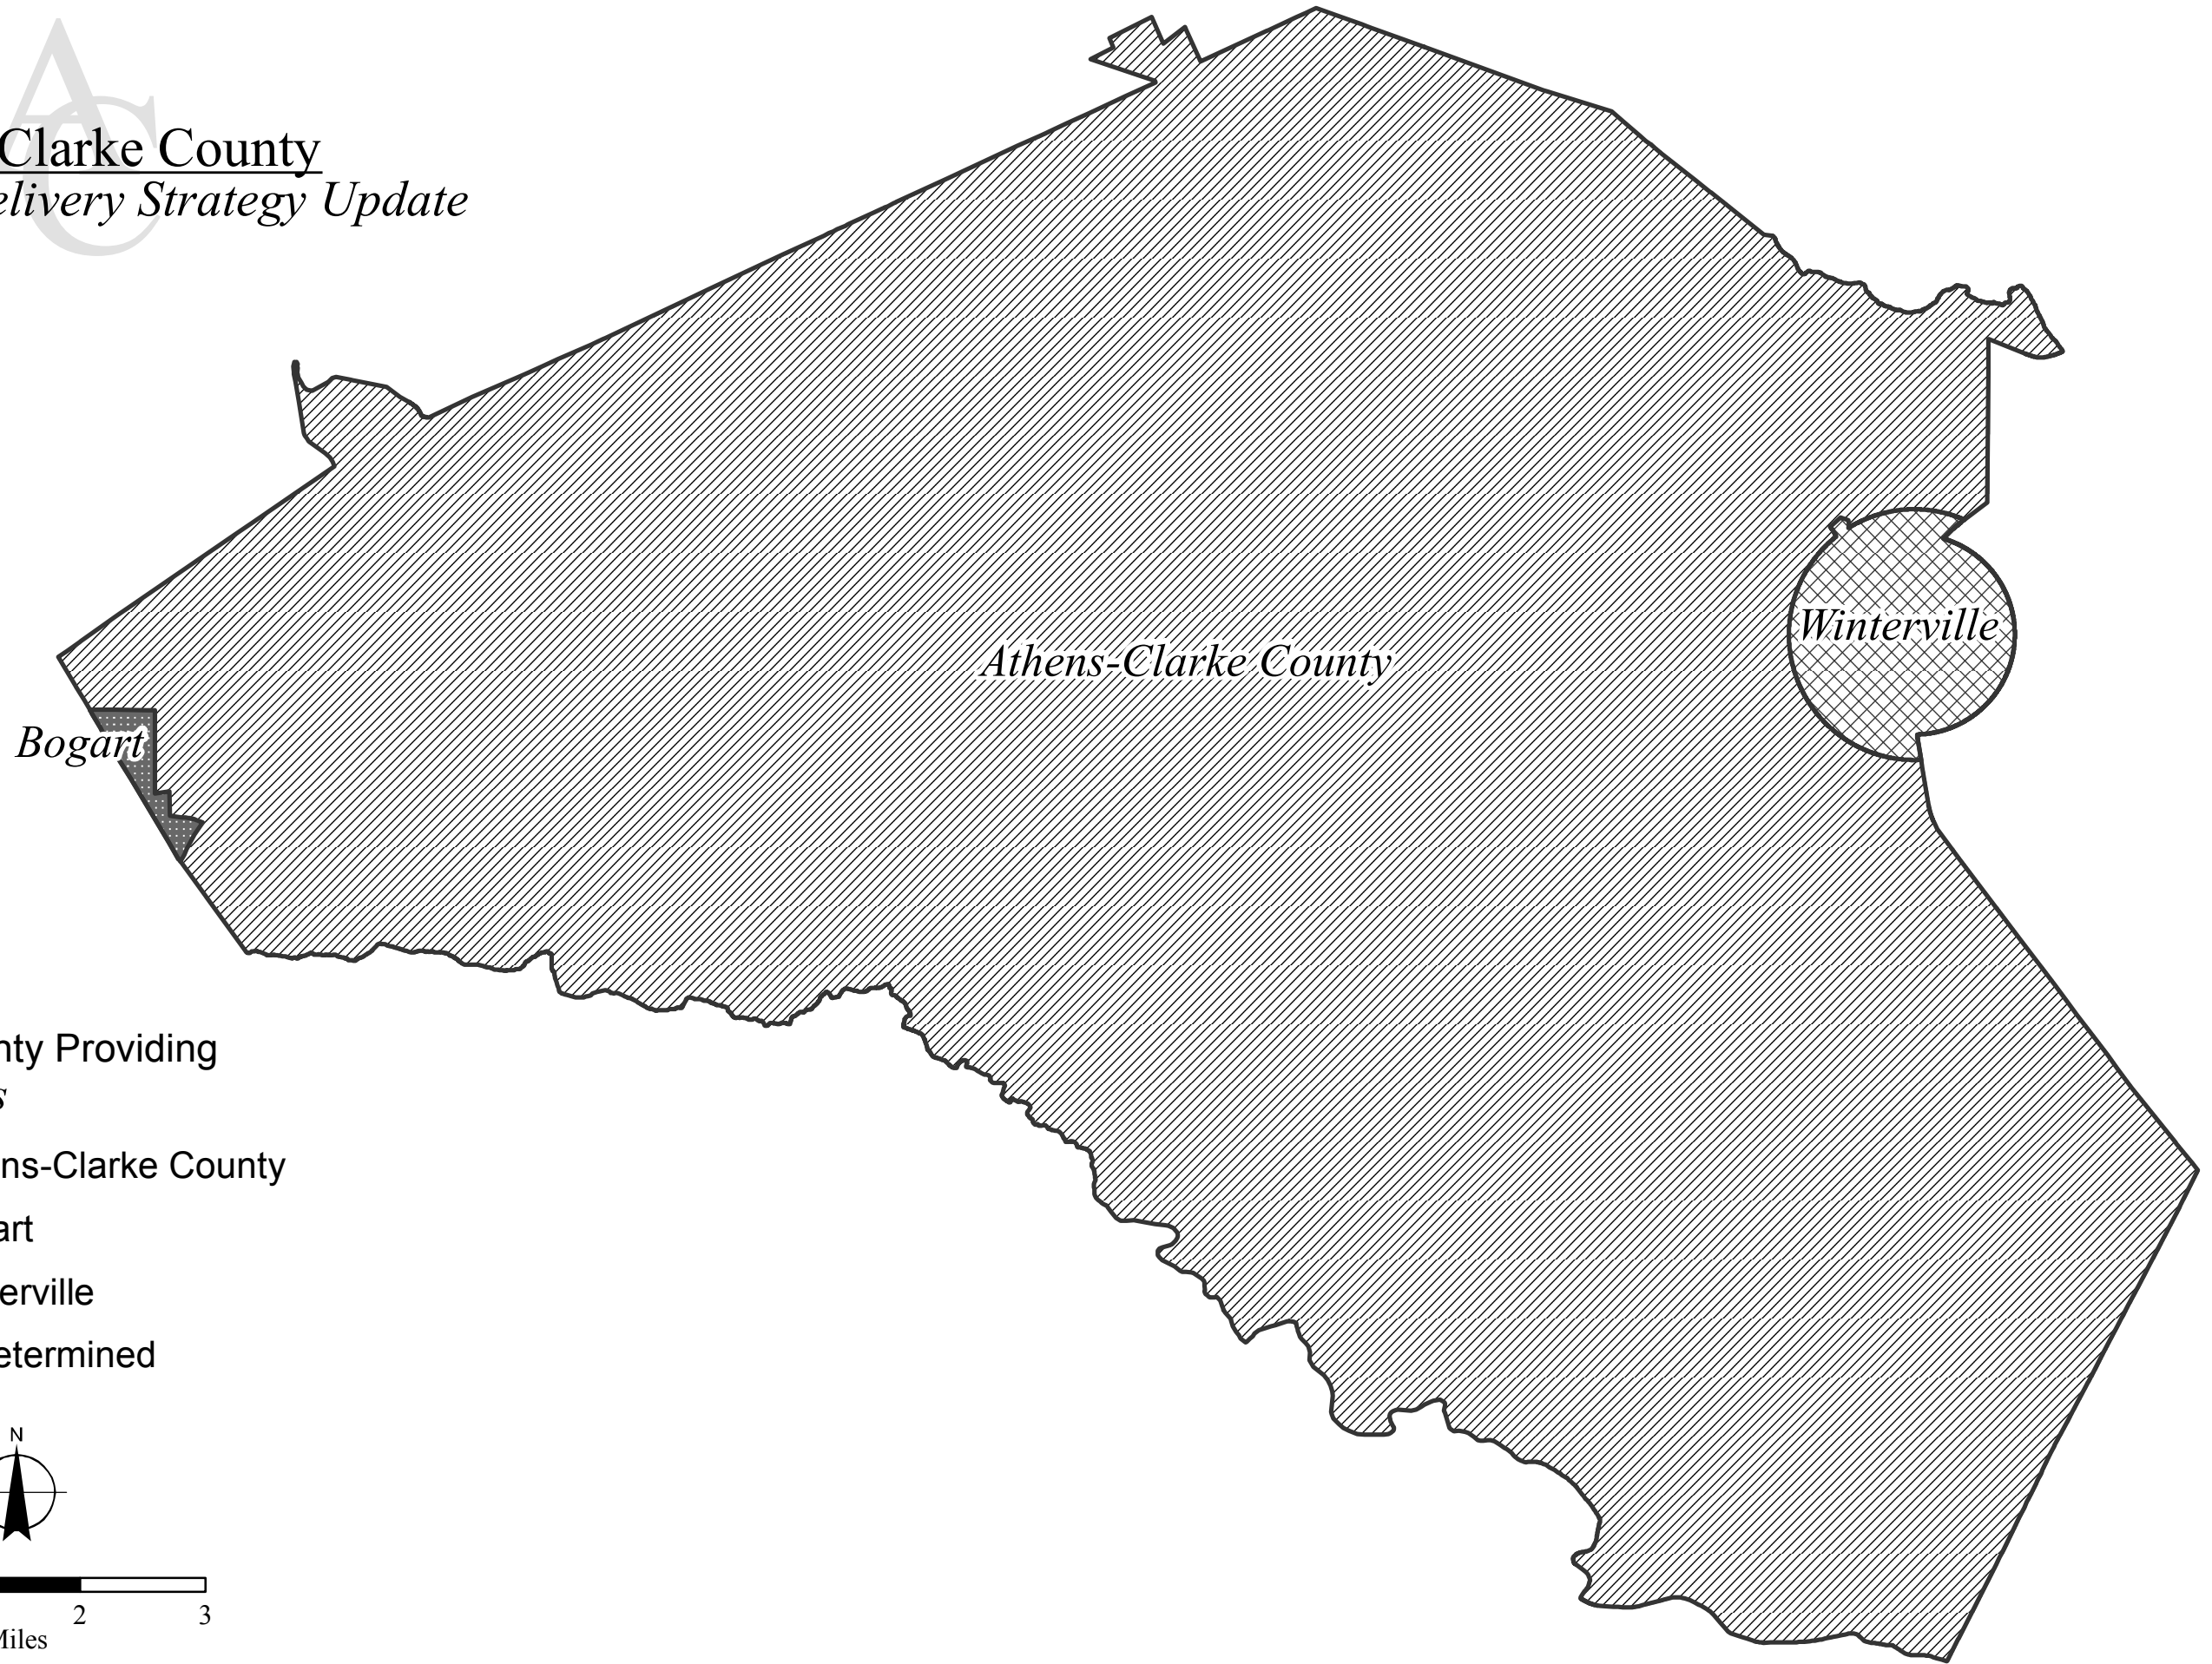 AC
Clarke County
elivery Strategy Update
Athens-Clarke County
Winterville
Bogart
nty Providing
s
ns-Clarke County
art
erville
etermined
N
2 3
Miles